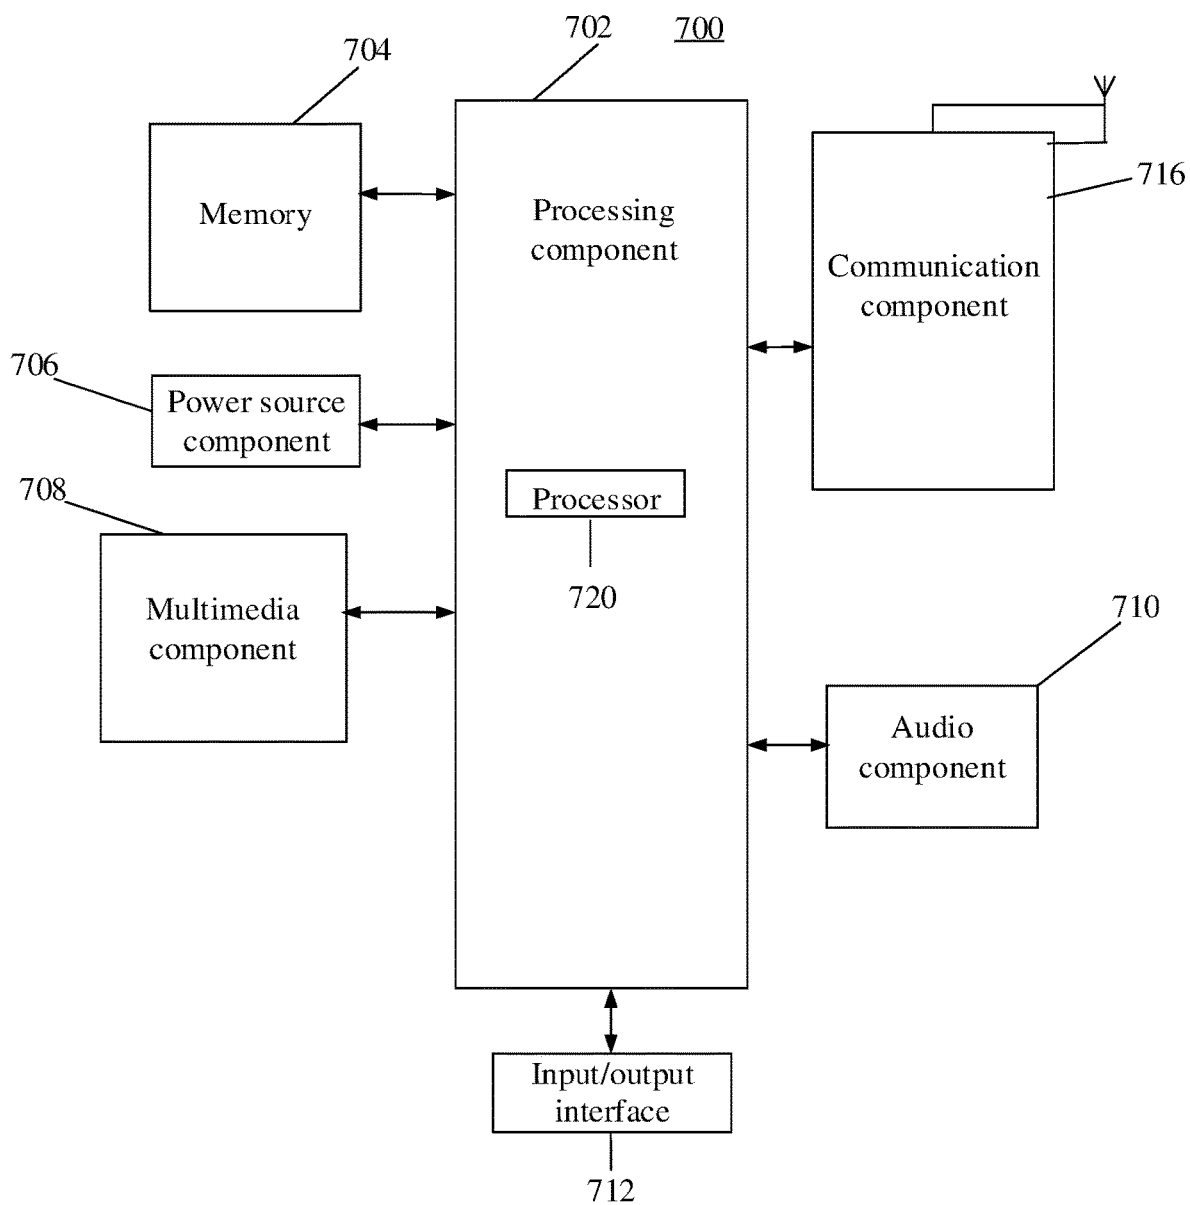 702
700
704
Memory
Processing
component
716
Communication
component
706
Power source
component
708
Processor
720
Multimedia
component
710
Audio
component
Input/output
interface
712